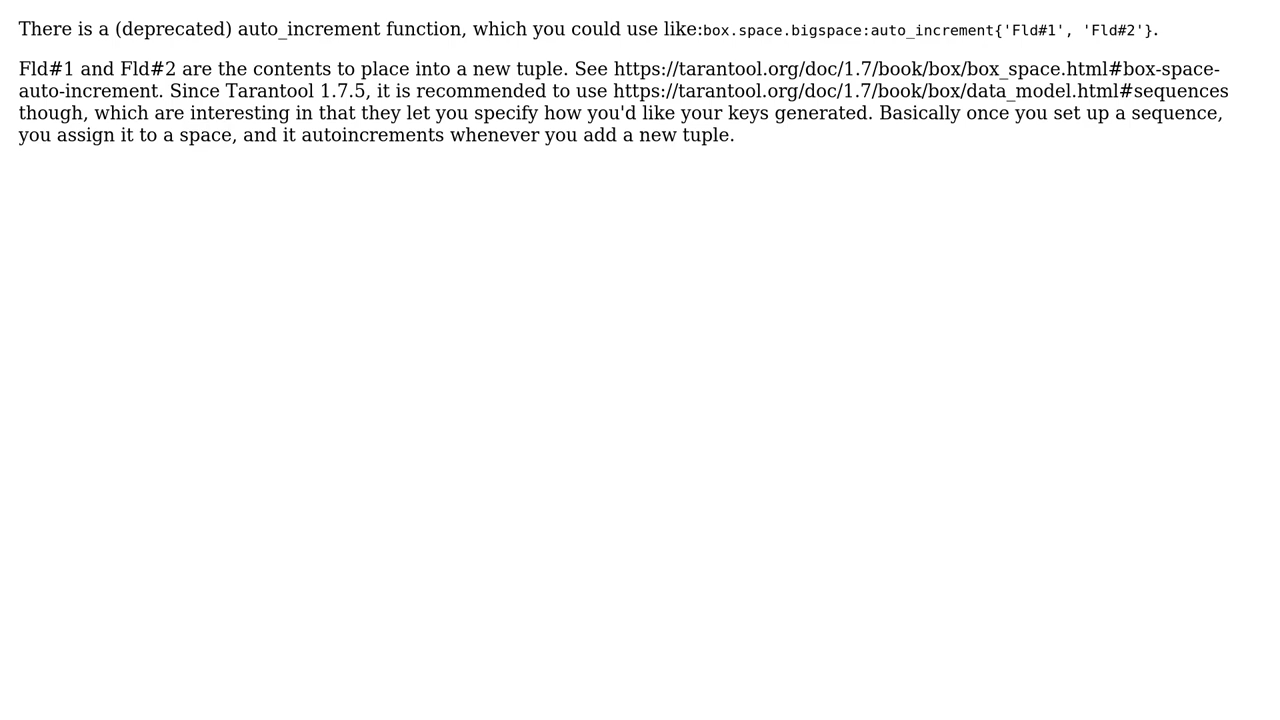 There is a (deprecated) auto_increment function, which you could use like:box.space.bigspace:auto_increment{'Fld#1', 'Fld#2'}.
Fld#1 and Fld#2 are the contents to place into a new tuple. See https://tarantool.org/doc/1.7/book/box/box_space.html#box-space-
auto-increment. Since Tarantool 1.7.5, it is recommended to use https://tarantool.org/doc/1.7/book/box/data_model.html#sequences
though, which are interesting in that they let you specify how you'd like your keys generated. Basically once you set up a sequence,
you assign it to a space, and it autoincrements whenever you add a new tuple.